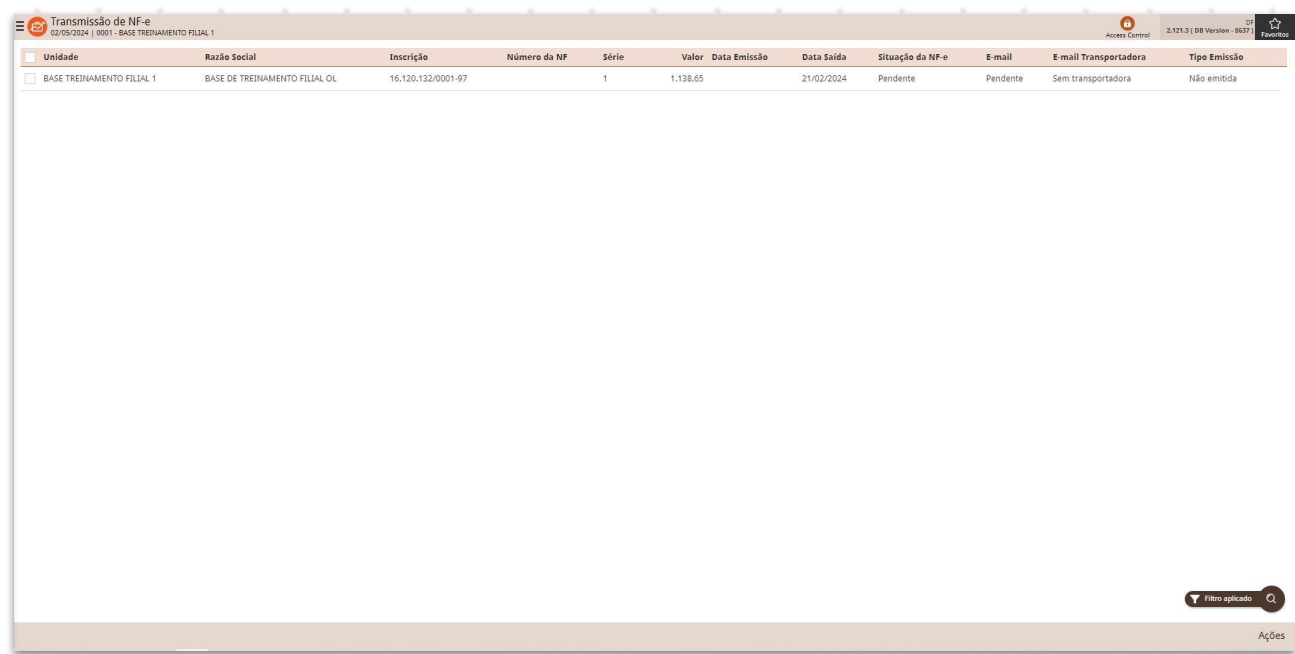 Transmissão de NF-e
02/05/2024 | 0001 - BASE TREINAMENTO FILIAL 1
Access Control
DF
2.121.3 ( DB Version - 8637 )
Favoritos
Unidade Razão Social Inscrição Número da NF Série Valor Data Emissão Data Saída Situação da NF-e E-mail E-mail Transportadora Tipo Emissão
BASE TREINAMENTO FILIAL 1 BASE DE TREINAMENTO FILIAL OL 16.120.132/0001-97 1 1.138,65 21/02/2024 Pendente Pendente Sem transportadora Não emitida
Filtro aplicado
Ações